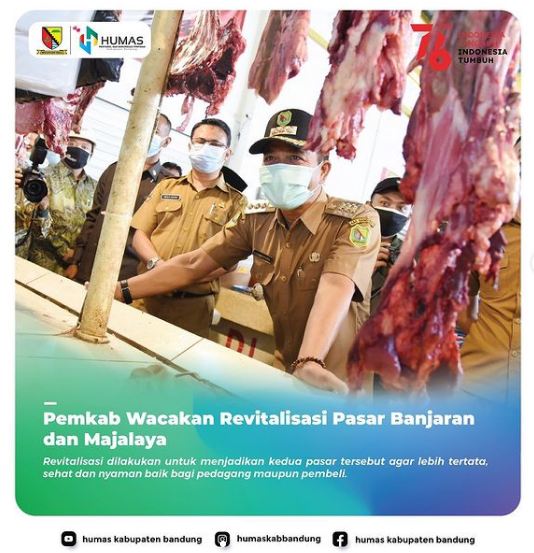 HUMAS
76
INDONESIA
TUMBUH
Pemkab Wacakan Revitalisasi Pasar Banjaran
dan Majalaya
Revitalisasi dilakukan untuk menjadikan kedua pasar tersebut agar lebih tertata,
sehat dan nyaman baik bagi pedagang maupun pembeli.
humas kabupaten bandung
humaskabbandung
humas kabupaten bandung